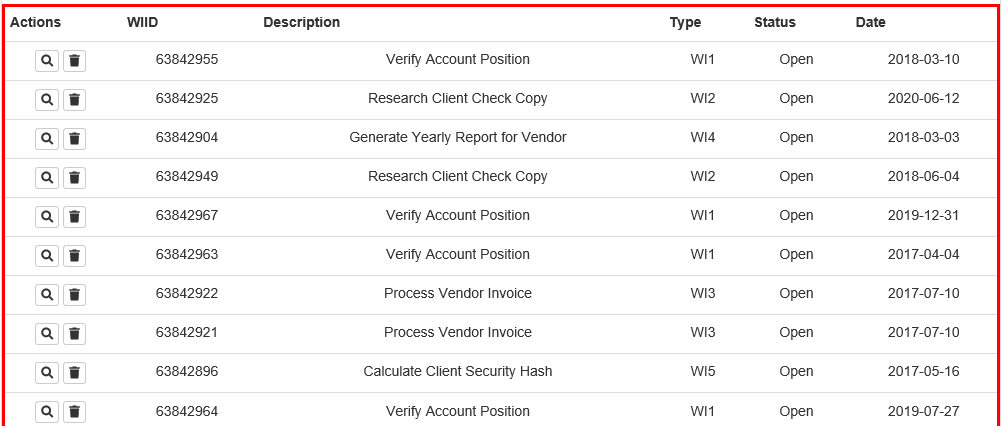 Actions WIID Description Type Status Date
63842955 Verify Account Position WI1 Open 2018-03-10
63842925 Research Client Check Copy WI2 Open 2020-06-12
63842904 Generate Yearly Report for Vendor WI4 Open 2018-03-03
63842949 Research Client Check Copy WI2 Open 2018-06-04
63842967 Verify Account Position WI1 Open 2019-12-31
63842963 Verify Account Position WI1 Open 2017-04-04
63842922 Process Vendor Invoice WI3 Open 2017-07-10
63842921 Process Vendor Invoice WI3 Open 2017-07-10
63842896 Calculate Client Security Hash WI5 Open 2017-05-16
63842964 Verify Account Position WI1 Open 2019-07-27